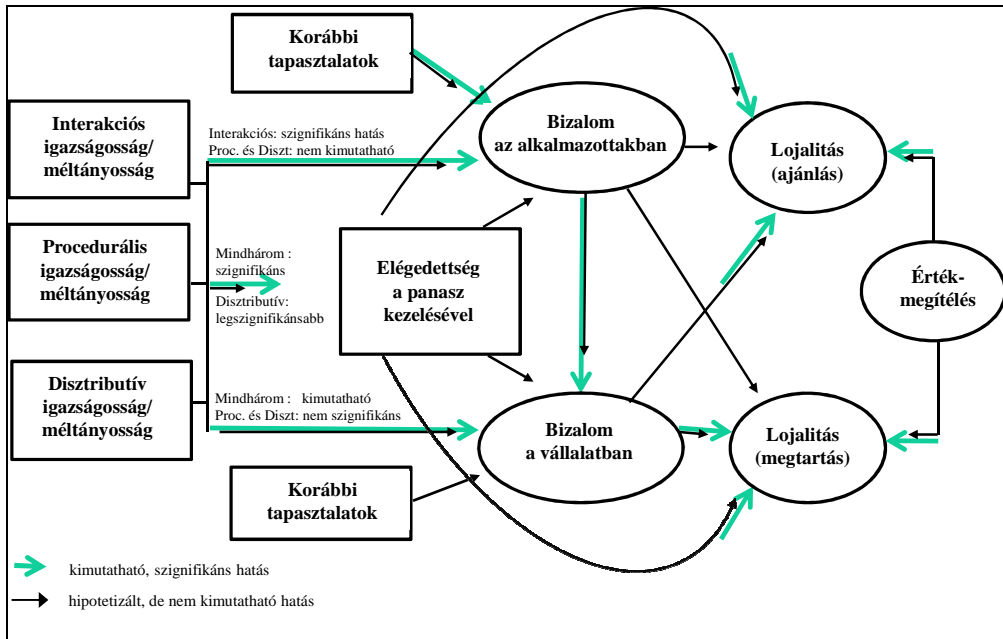 Korábbi
tapasztalatok
Interakciós
igazságosság/
méltányosság
Interakciós: szignifikáns hatás
Proc. és Diszt: nem kimutatható
Bizalom
az alkalmazottakban
Lojalitás
(ajánlás)
Procedurális
igazságosság/
méltányosság
Mindhárom :
szignifikáns
Disztributív:
legszignifikánsabb
Elégedettség
a panasz
kezelésével
Érték-
megítélés
Disztributív
igazságosság/
méltányosság
Mindhárom : kimutatható
Proc. és Diszt: nem szignifikáns
Bizalom
a vállalatban
Lojalitás
(megtartás)
Korábbi
tapasztalatok
kimutatható, szignifikáns hatás
hipotetizált, de nem kimutatható hatás